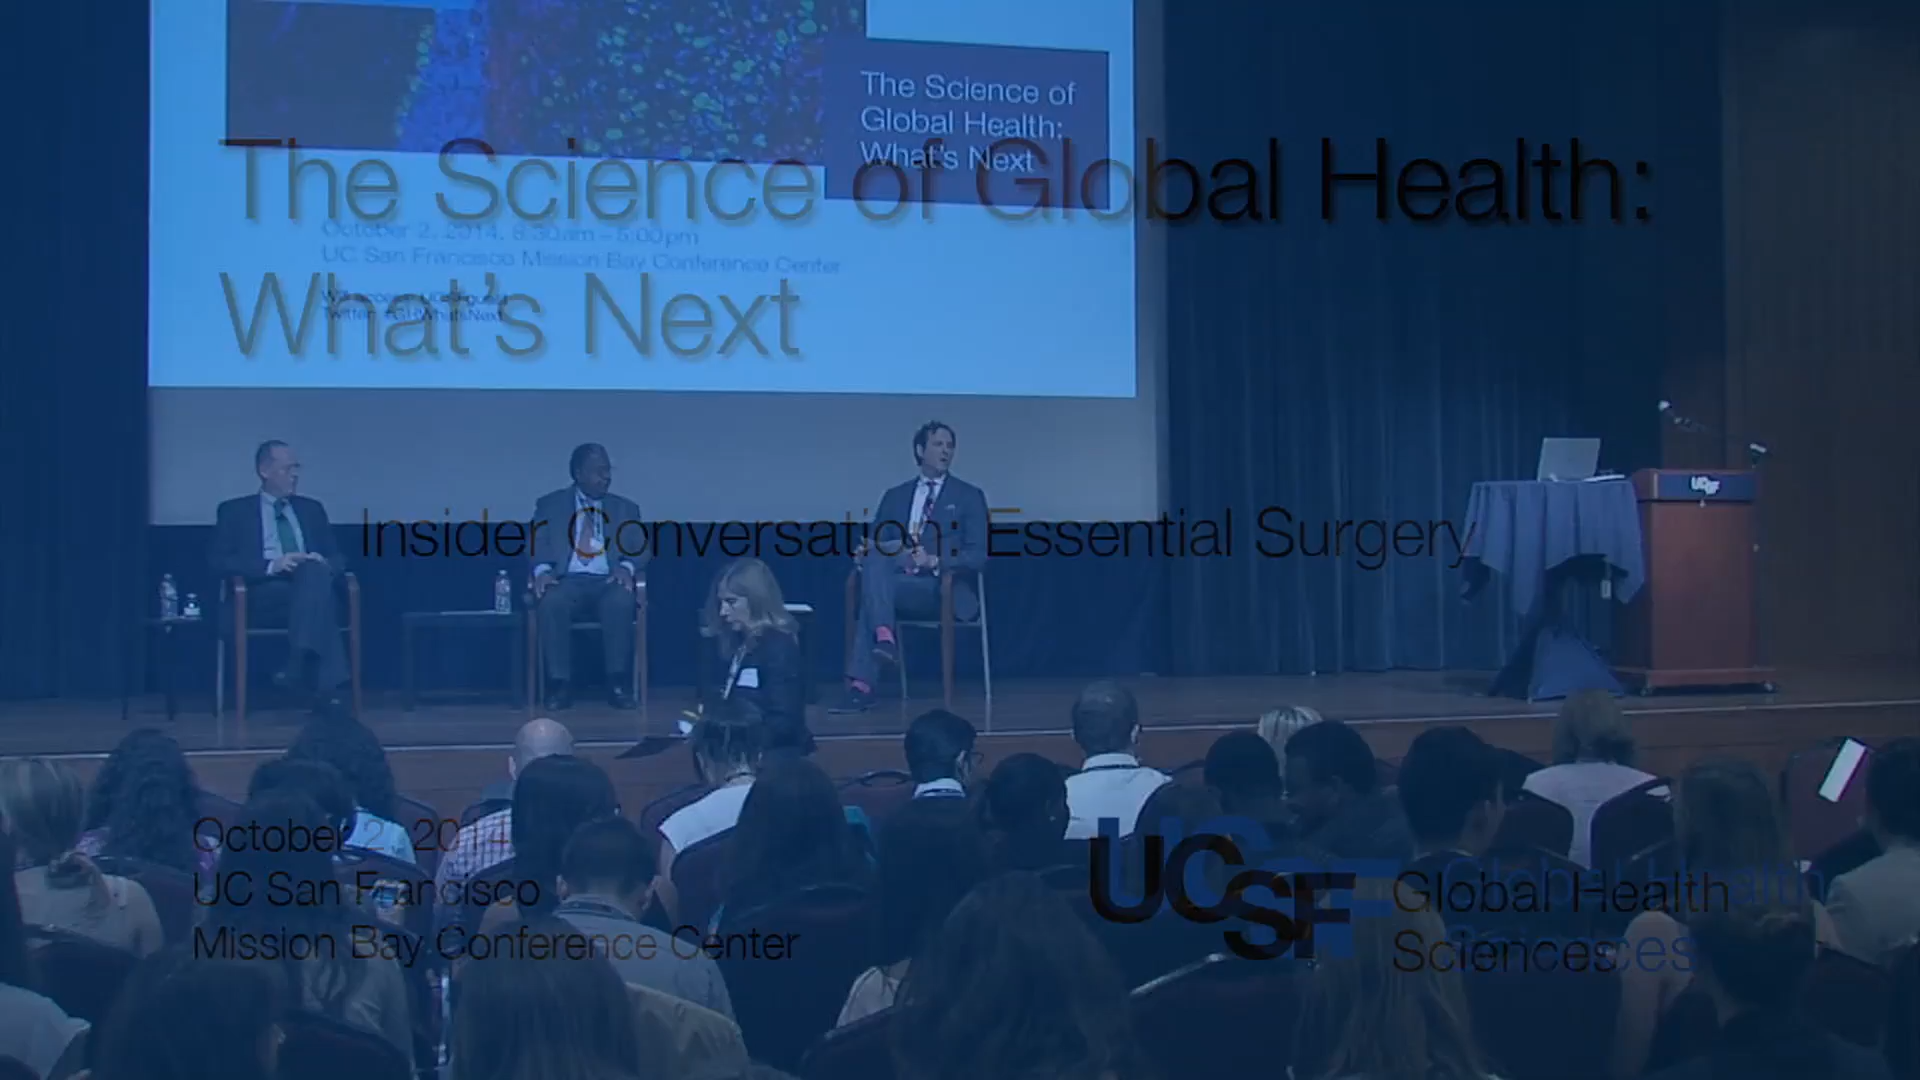 The Science of
Global Health:
What's Next
The Science of Global Health:
What's Next
October 2, 2014, 8:30am – 5:00pm
UC San Francisco Mission Bay Conference Center
Twitter: #GHWhatsNext
UCSF
Insider Conversation: Essential Surgery
October 2, 2014
UC San Francisco
Mission Bay Conference Center
UCSF Global Health
Sciences